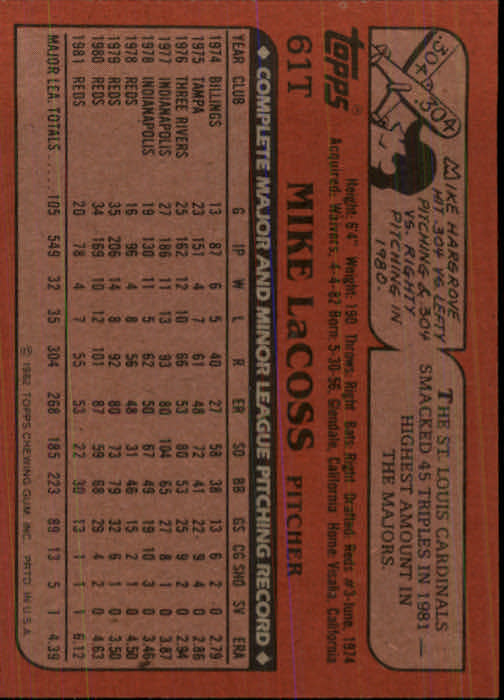 .304 .304
MIKE HARGROVE
HIT .304 VS. LEFTY
PITCHING & .304
VS. RIGHTY
PITCHING IN
1980
THE ST. LOUIS CARDINALS
SMACKED 45 TRIPLES IN 1981 —
HIGHEST AMOUNT IN
THE MAJORS.
TOPPS®
61T MIKE LaCOSS PITCHER
Height: 6'4" Weight: 190 Throws: Right Bats: Right Drafted: Reds #3-June, 1974
Acquired: Waivers, 4-4-82 Born: 5-30-56, Glendale, California Home: Visalia, California
◆ COMPLETE MAJOR AND MINOR LEAGUE PITCHING RECORD ◆
YEAR CLUB G IP W L R ER SO BB GS CG SHO SV ERA
1974 BILLINGS 13 87 6 5 40 27 58 38 13 6 2 0 2.79
1975 TAMPA 23 151 4 7 61 48 72 41 22 9 4 0 2.86
1976 THREE RIVERS 25 162 12 10 66 53 80 53 25 9 2 0 2.94
1977 INDIANAPOLIS 27 186 11 13 93 80 104 65 27 8 1 0 3.87
1978 INDIANAPOLIS 19 130 11 5 62 50 67 49 19 10 3 0 3.46
1978 REDS 16 96 4 8 56 48 31 46 15 2 1 0 4.50
1979 REDS 35 206 14 8 92 80 73 79 32 6 1 0 3.50
1980 REDS 34 169 10 12 101 87 59 68 29 4 2 0 4.63
1981 REDS 20 78 4 7 55 53 22 30 13 1 1 1 6.12
MAJOR LEA. TOTALS ..... 105 549 32 35 304 268 185 223 89 13 5 1 4.39
© 1982 TOPPS CHEWING GUM, INC. PRTD. IN U.S.A.